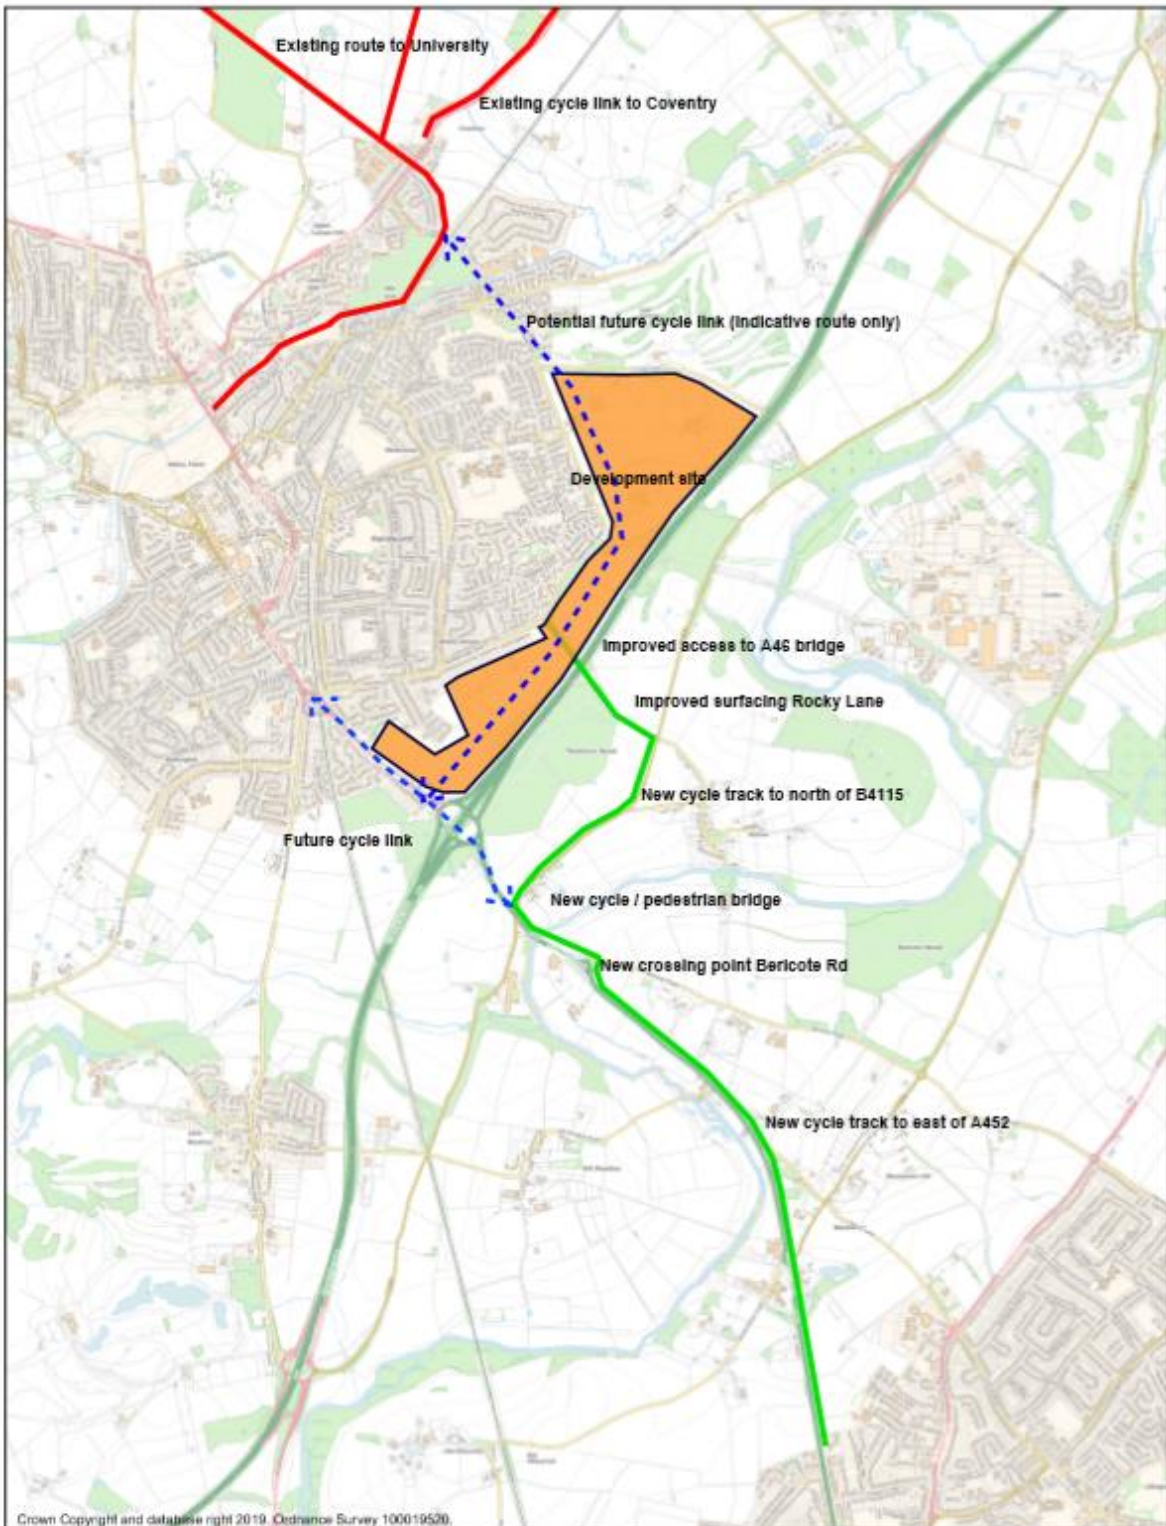 Existing route to University
Existing cycle link to Coventry
Potential future cycle link (indicative route only)
Development site
Improved access to A46 bridge
Improved surfacing Rocky Lane
New cycle track to north of B4115
Future cycle link
New cycle / pedestrian bridge
New crossing point Bericote Rd
New cycle track to east of A452
Crown Copyright and database right 2019. Ordnance Survey 100019520.